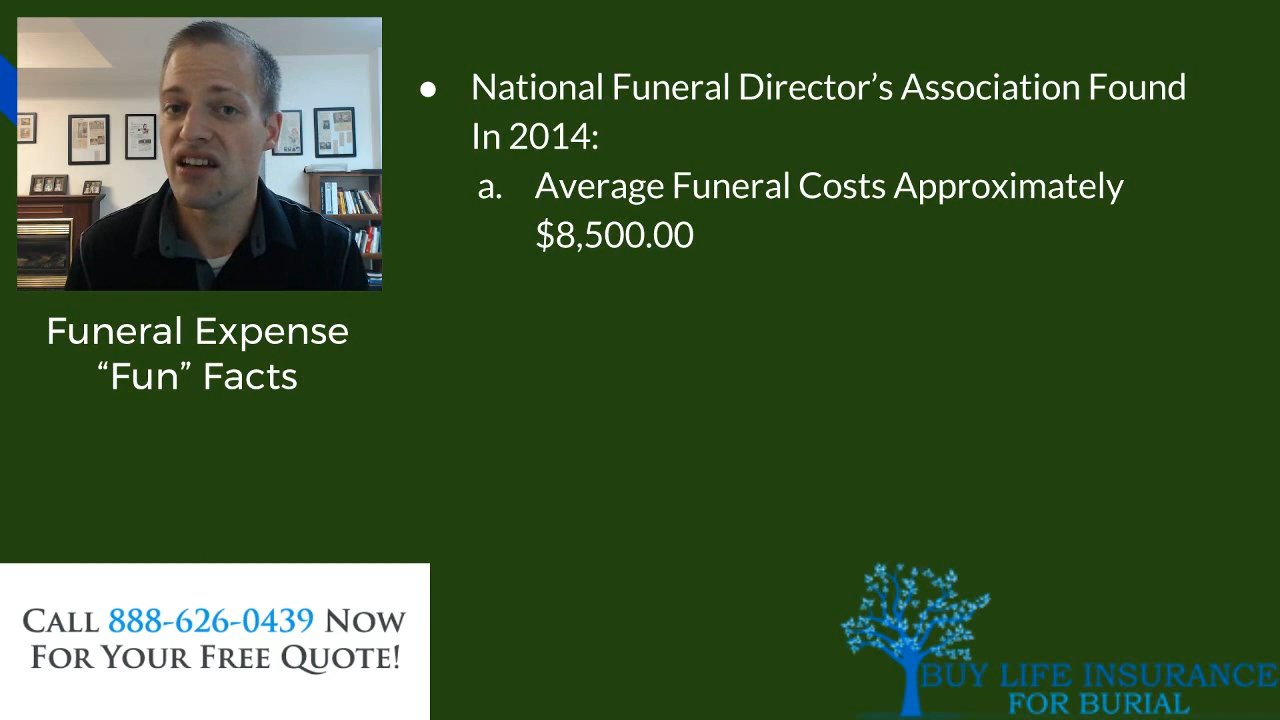 ● National Funeral Director’s Association Found
In 2014:
a. Average Funeral Costs Approximately
$8,500.00
Funeral Expense
“Fun” Facts
CALL 888-626-0439 NOW
FOR YOUR FREE QUOTE!
BUY LIFE INSURANCE
FOR BURIAL